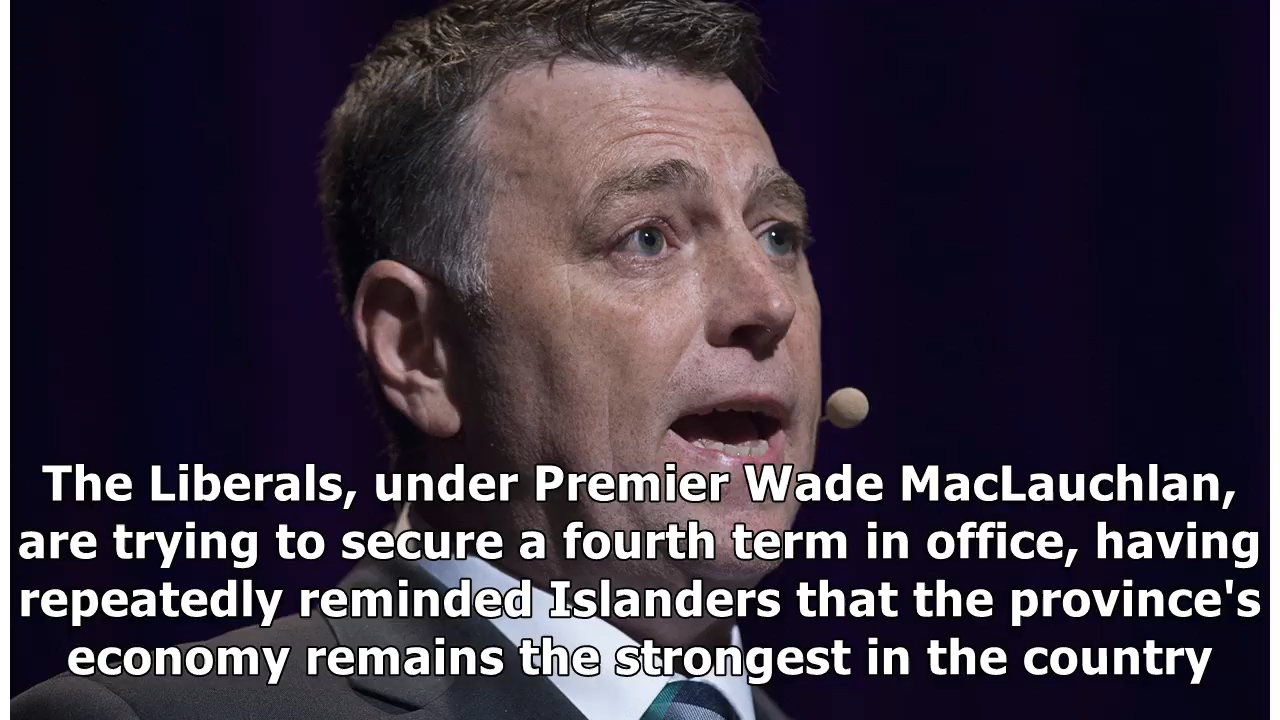 The Liberals, under Premier Wade MacLauchlan,
are trying to secure a fourth term in office, having
repeatedly reminded Islanders that the province's
economy remains the strongest in the country